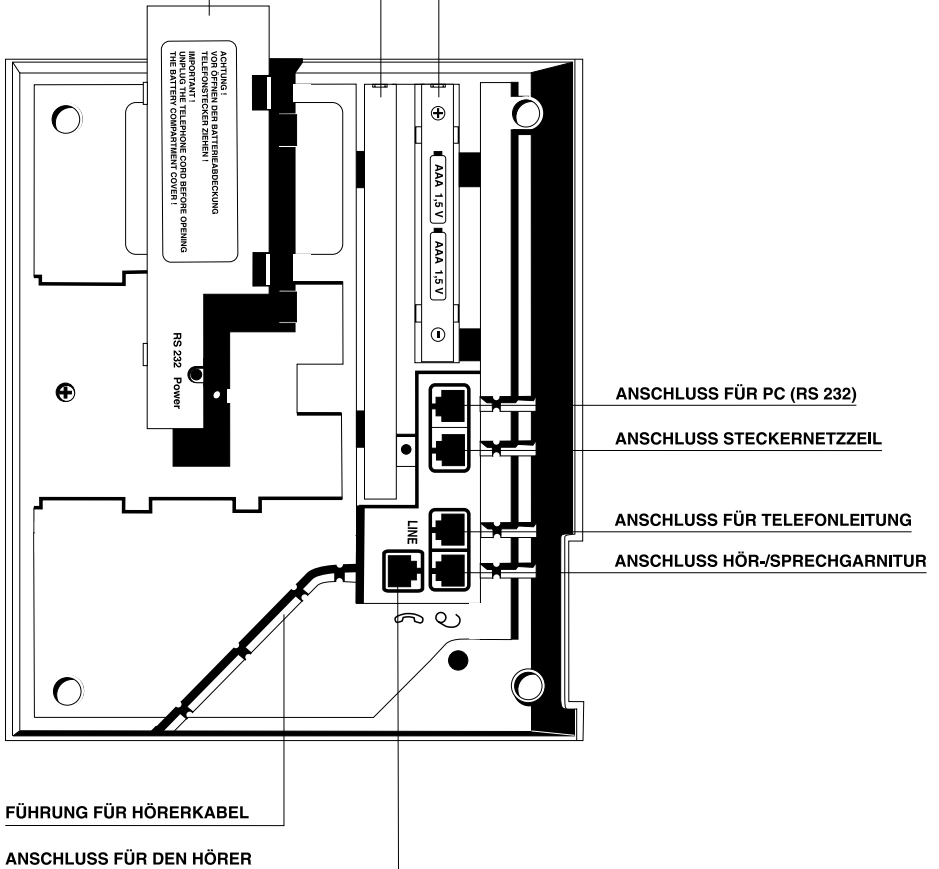 ACHTUNG !
VOR ÖFFNEN DER BATTERIEABDECKUNG
TELEFONSTECKER ZIEHEN !
IMPORTANT !
UNPLUG THE TELEPHONE CORD BEFORE OPENING
THE BATTERY COMPARTMENT COVER !
RS 232 Power
AAA 1,5 V
AAA 1,5 V
LINE
ANSCHLUSS FÜR PC (RS 232)
ANSCHLUSS STECKERNETZZEIL
ANSCHLUSS FÜR TELEFONLEITUNG
ANSCHLUSS HÖR-/SPRECHGARNITUR
FÜHRUNG FÜR HÖRERKABEL
ANSCHLUSS FÜR DEN HÖRER